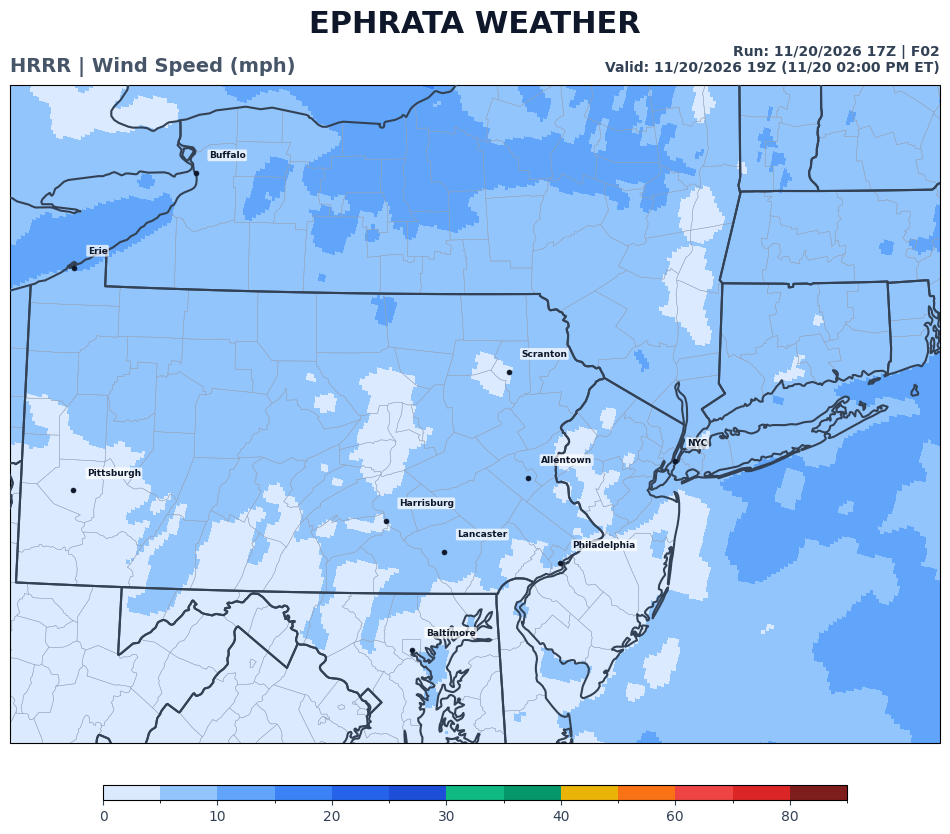 EPHRATA WEATHER
HRRR | Wind Speed (mph)
Run: 11/20/2026 17Z | F02
Valid: 11/20/2026 19Z (11/20 02:00 PM ET)
Buffalo
Erie
Scranton
NYC
Pittsburgh
Allentown
Harrisburg
Lancaster
Philadelphia
Baltimore
0 10 20 30 40 50 60 70 80